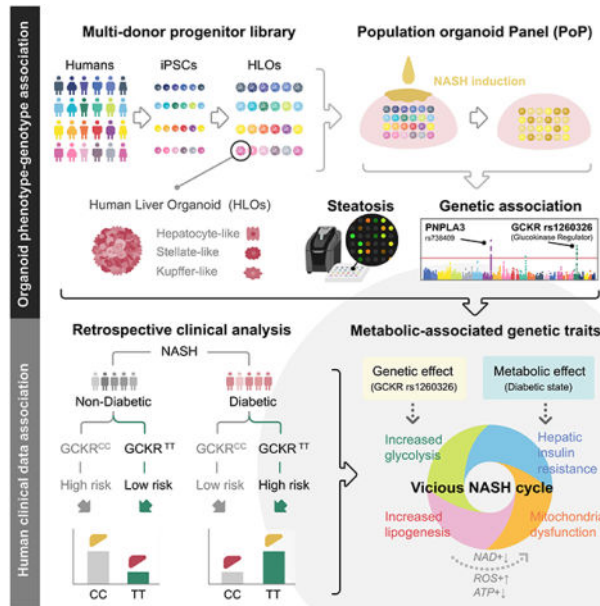 Organoid phenotype-genotype association
Multi-donor progenitor library
Humans
iPSCs
HLOs
Human Liver Organoid (HLOs)
Hepatocyte-like
Stellate-like
Kupffer-like
Population organoid Panel (PoP)
NASH induction
Steatosis
Genetic association
PNPLA3
rs738409
GCKR rs1260326
(Glucokinase Regulator)
Human clinical data association
Retrospective clinical analysis
NASH
Non-Diabetic
Diabetic
GCKR CC
GCKR TT
GCKR CC
GCKR TT
High risk
Low risk
Low risk
High risk
CC
TT
CC
TT
Metabolic-associated genetic traits
Genetic effect
(GCKR rs1260326)
Metabolic effect
(Diabetic state)
Increased
glycolysis
Hepatic
insulin
resistance
Vicious NASH cycle
Increased
lipogenesis
Mitochondria
dysfunction
NAD+↓
ROS+↑
ATP+↓